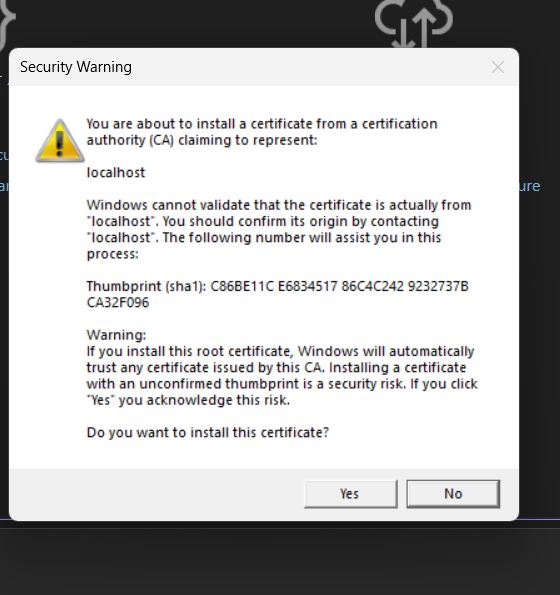 Security Warning
You are about to install a certificate from a certification
authority (CA) claiming to represent:
localhost
Windows cannot validate that the certificate is actually from
"localhost". You should confirm its origin by contacting
"localhost". The following number will assist you in this
process:
Thumbprint (sha1): C86BE11C E6834517 86C4C242 9232737B
CA32F096
Warning:
If you install this root certificate, Windows will automatically
trust any certificate issued by this CA. Installing a certificate
with an unconfirmed thumbprint is a security risk. If you click
"Yes" you acknowledge this risk.
Do you want to install this certificate?
Yes No